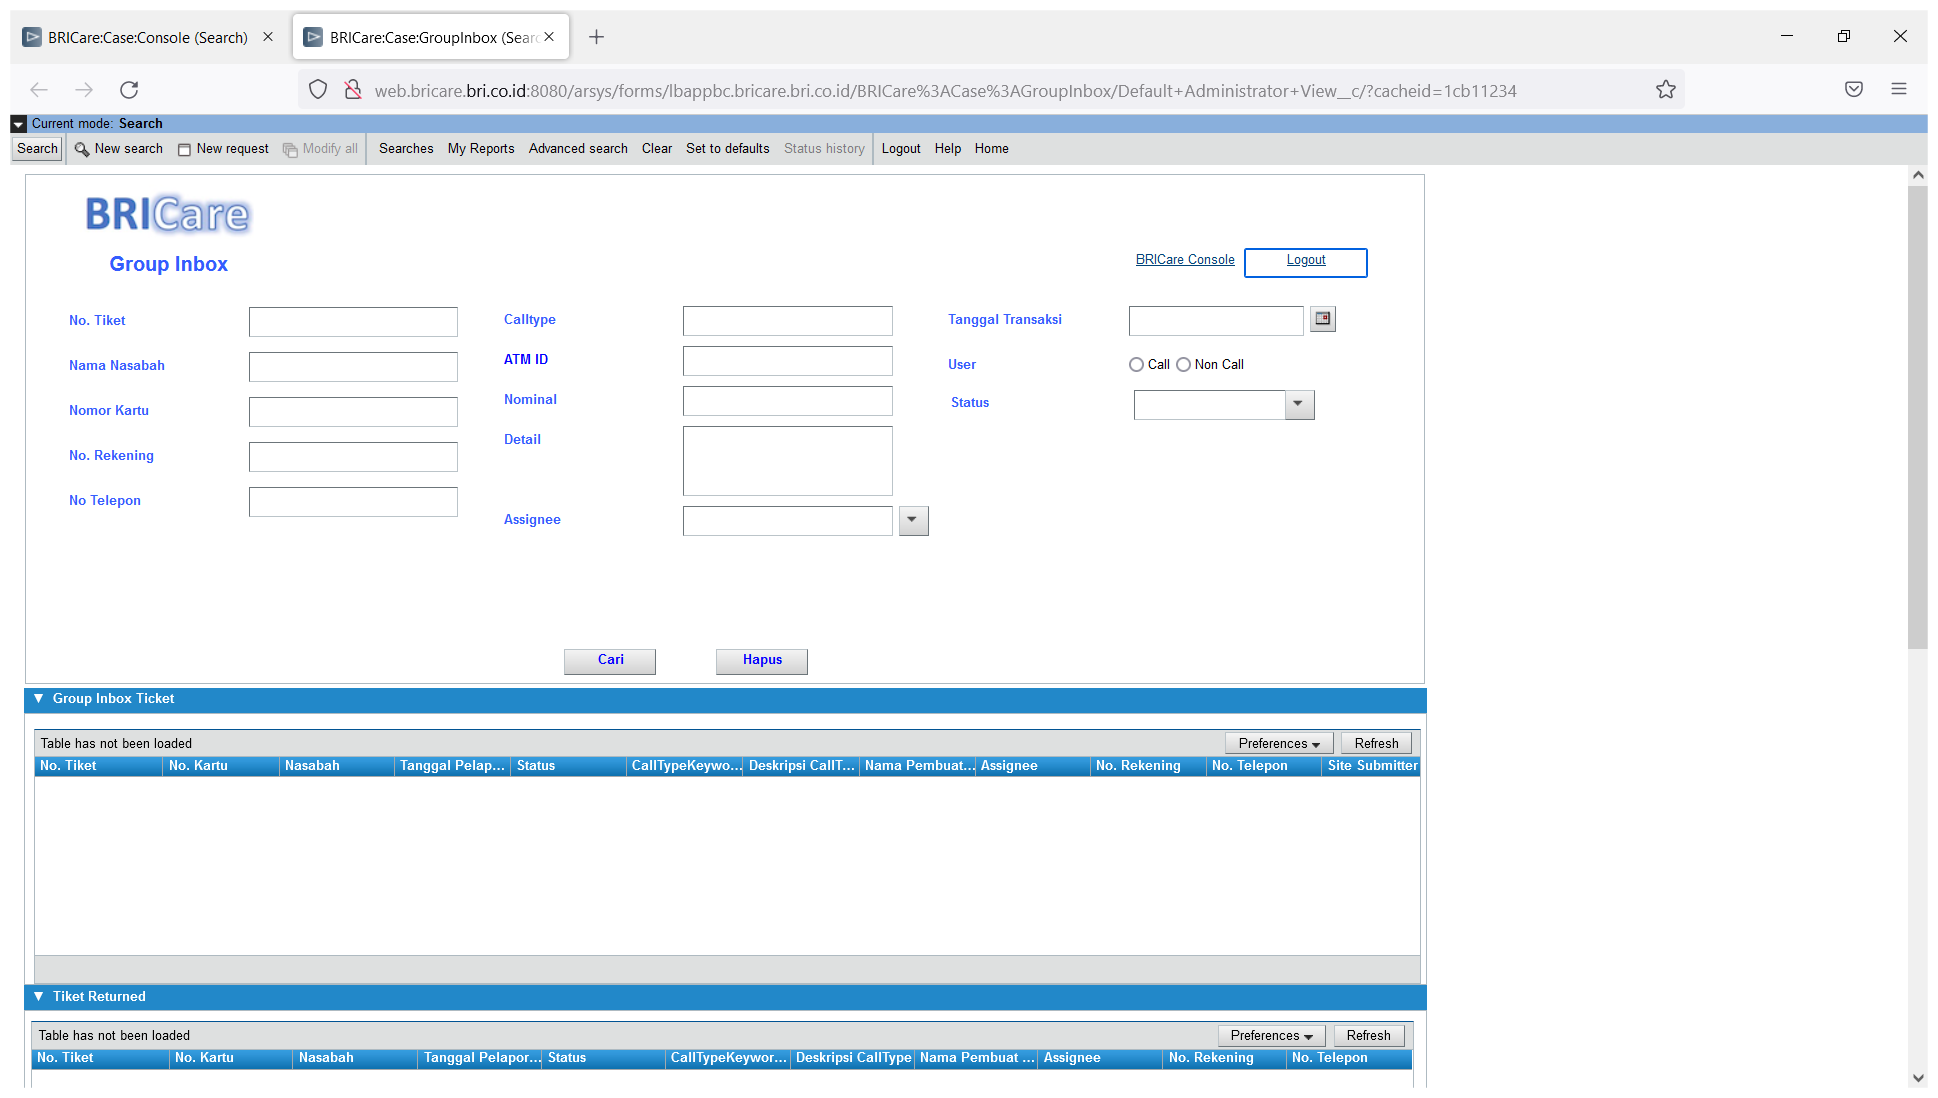 BRICare:Case:Console (Search)
BRICare:Case:GroupInbox (Searc
web.bricare.bri.co.id:8080/arsys/forms/lbappbc.bricare.bri.co.id/BRICare%3ACase%3AGroupInbox/Default+Administrator+View__c/?cacheid=1cb11234
Current mode: Search
Search New search New request Modify all Searches My Reports Advanced search Clear Set to defaults Status history Logout Help Home
BRICare
Group Inbox
BRICare Console Logout
No. Tiket Calltype Tanggal Transaksi
ATM ID
Nama Nasabah User Call Non Call
Nominal Status
Nomor Kartu
Detail
No. Rekening
No Telepon
Assignee
Cari Hapus
Group Inbox Ticket
Table has not been loaded Preferences Refresh
No. Tiket No. Kartu Nasabah Tanggal Pelap... Status CallTypeKeywo... Deskripsi CallT... Nama Pembuat... Assignee No. Rekening No. Telepon Site Submitter
Tiket Returned
Table has not been loaded Preferences Refresh
No. Tiket No. Kartu Nasabah Tanggal Pelapor... Status CallTypeKeywor... Deskripsi CallType Nama Pembuat ... Assignee No. Rekening No. Telepon